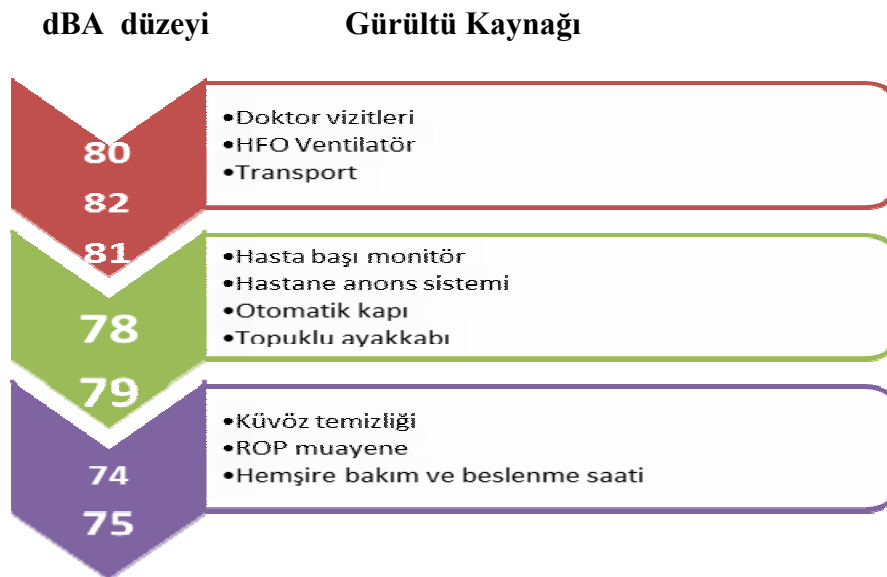 dBA düzeyi Gürültü Kaynağı
80
82
81
•Doktor vizitleri
•HFO Ventilatör
•Transport
78
79
•Hasta başı monitör
•Hastane anons sistemi
•Otomatik kapı
•Topuklu ayakkabı
74
75
•Küvöz temizliği
•ROP muayene
•Hemşire bakım ve beslenme saati